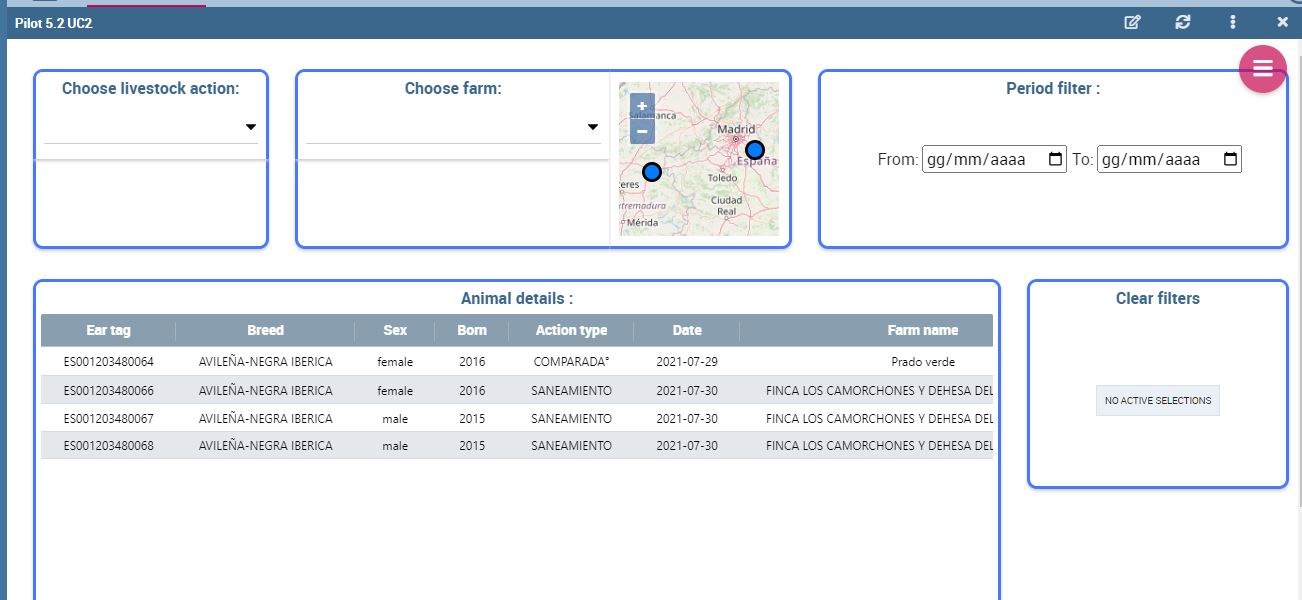 Pilot 5.2 UC2
Choose livestock action:
Choose farm:
+
−
Salamanca
Madrid
España
Toledo
Ciudad
Real
Mérida
Period filter :
From: gg/mm/aaaa To: gg/mm/aaaa
Animal details :
Ear tag Breed Sex Born Action type Date Farm name
ES001203480064 AVILEÑA-NEGRA IBERICA female 2016 COMPARADA° 2021-07-29 Prado verde
ES001203480066 AVILEÑA-NEGRA IBERICA female 2016 SANEAMIENTO 2021-07-30 FINCA LOS CAMORCHONES Y DEHESA DEL
ES001203480067 AVILEÑA-NEGRA IBERICA male 2015 SANEAMIENTO 2021-07-30 FINCA LOS CAMORCHONES Y DEHESA DEL
ES001203480068 AVILEÑA-NEGRA IBERICA male 2015 SANEAMIENTO 2021-07-30 FINCA LOS CAMORCHONES Y DEHESA DEL
Clear filters
NO ACTIVE SELECTIONS